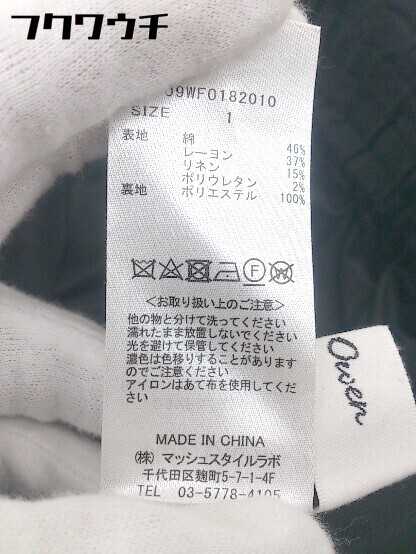 フクワウチ
09WFO182010
SIZE 1
表地 綿 46%
レーヨン 37%
リネン 15%
ポリウレタン 2%
裏地 ポリエステル 100%
<お取り扱い上のご注意>
他の物と分けて洗ってください
濡れたまま放置しないでください
光を避けて保管してください
濃色は色移りすることがあります
のでご注意ください
アイロンはあて布を使用してくだ
さい
MADE IN CHINA
(株) マッシュスタイルラボ
千代田区麹町5-7-1-4F
TEL 03-5778-4105
Owen